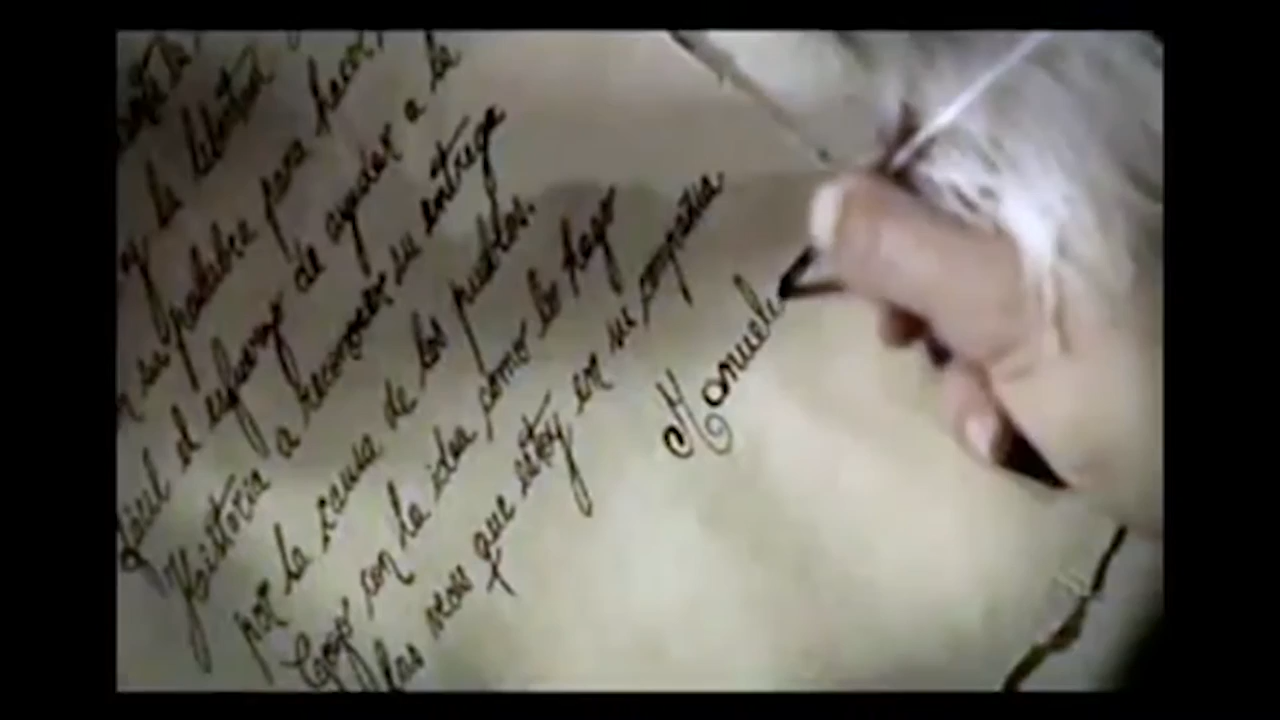 y la libertad
su palabra para hacer
fácil el esfuerzo de ayudar a la
Historia a reconocer su entrega
por la causa de los pueblos.
con la idea como lo hago
las veces que estoy en su compañía
Manuela